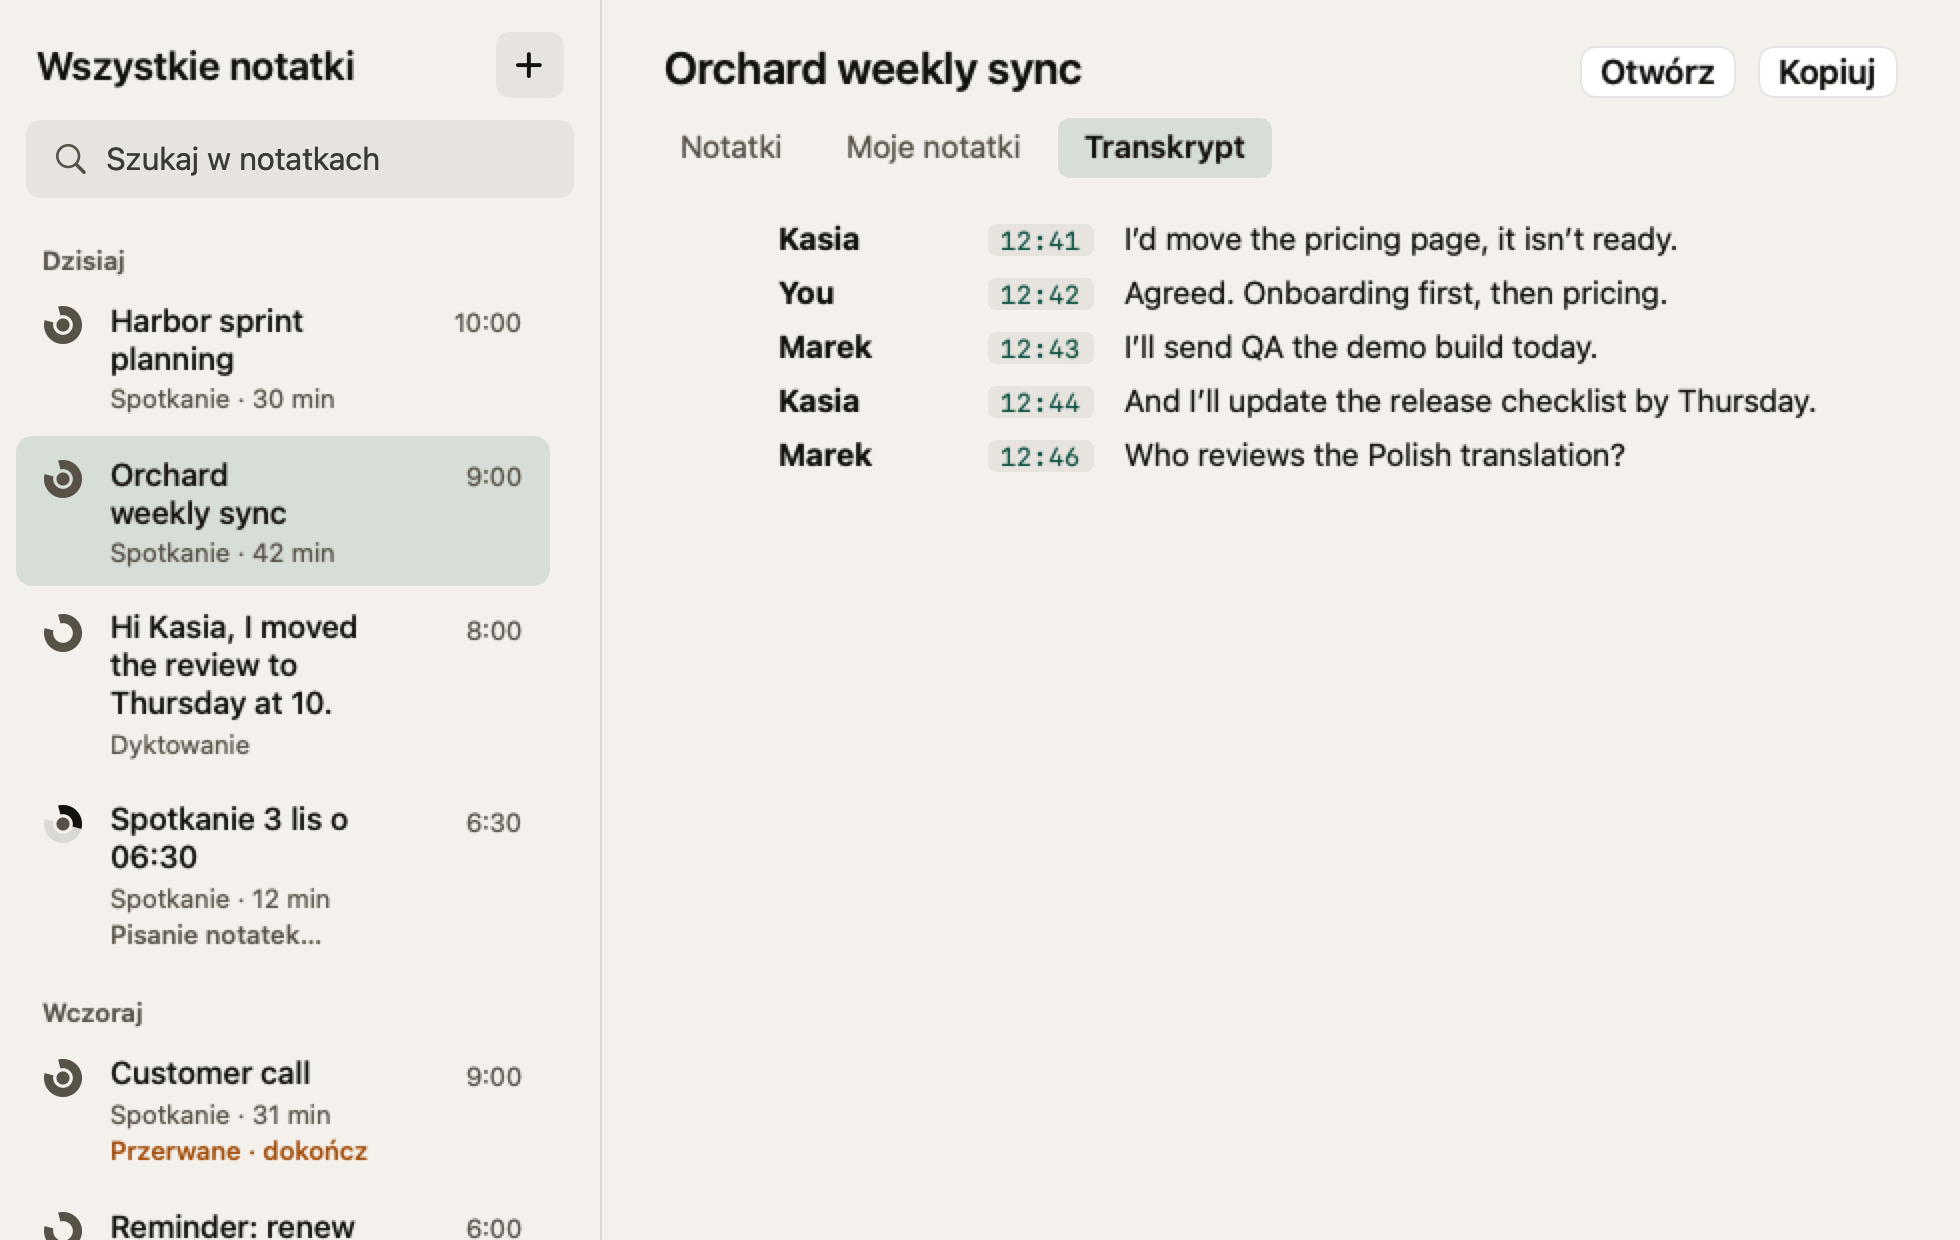 Wszystkie notatki
Szukaj w notatkach
Dzisiaj
Harbor sprint 10:00
planning
Spotkanie · 30 min
Orchard 9:00
weekly sync
Spotkanie · 42 min
Hi Kasia, I moved 8:00
the review to
Thursday at 10.
Dyktowanie
Spotkanie 3 lis o 6:30
06:30
Spotkanie · 12 min
Pisanie notatek...
Wczoraj
Customer call 9:00
Spotkanie · 31 min
Przerwane · dokończ
Reminder: renew 6:00
Orchard weekly sync
Otwórz Kopiuj
Notatki Moje notatki Transkrypt
Kasia 12:41 I’d move the pricing page, it isn’t ready.
You 12:42 Agreed. Onboarding first, then pricing.
Marek 12:43 I’ll send QA the demo build today.
Kasia 12:44 And I’ll update the release checklist by Thursday.
Marek 12:46 Who reviews the Polish translation?